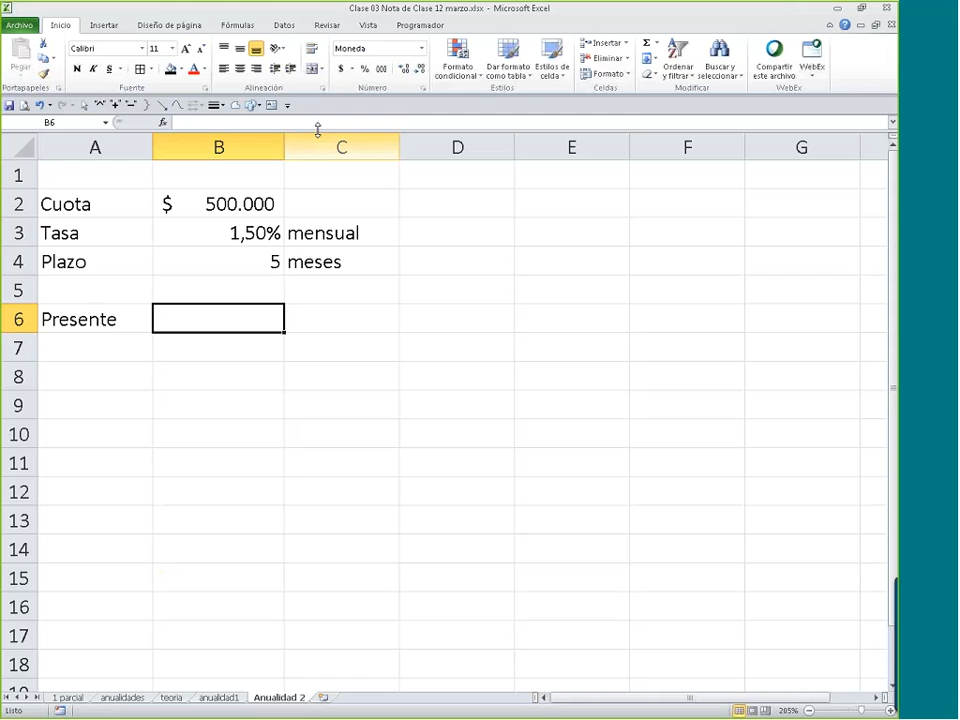 Clase 03 Nota de Clase 12 marzo.xlsx - Microsoft Excel
Archivo Inicio Insertar Diseño de página Fórmulas Datos Revisar Vista Programador
Calibri 11 Moneda Insertar Σ
Pegar Formato condicional Dar formato como tabla Estilos de celda Eliminar Ordenar y filtrar Buscar y seleccionar Compartir este archivo WebEx
N K S $ % 000 Formato
Portapapeles Fuente Alineación Número Estilos Celdas Modificar WebEx
B6 fx
A B C D E F G
1
2 Cuota $ 500.000
3 Tasa 1,50% mensual
4 Plazo 5 meses
5
6 Presente
7
8
9
10
11
12
13
14
15
16
17
18
1 parcial anualidades teoria anualidad1 Anualidad 2
Listo 205%